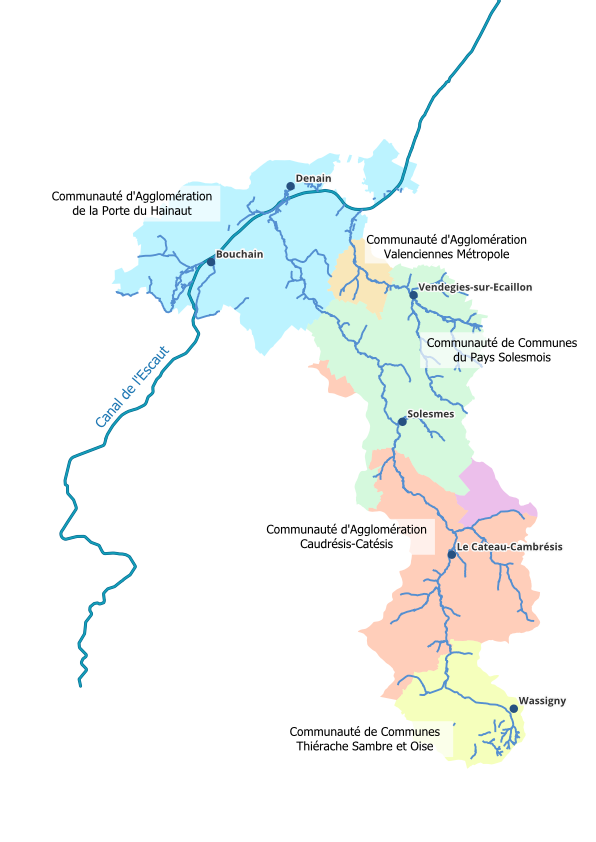 Denain
Communauté d'Agglomération
de la Porte du Hainaut
Communauté d'Agglomération
Valenciennes Métropole
Bouchain
Vendegies-sur-Ecaillon
Communauté de Communes
du Pays Solesmois
Canal de l'Escaut
Solesmes
Communauté d'Agglomération
Caudrésis-Catésis
Le Cateau-Cambrésis
Wassigny
Communauté de Communes
Thiérache Sambre et Oise